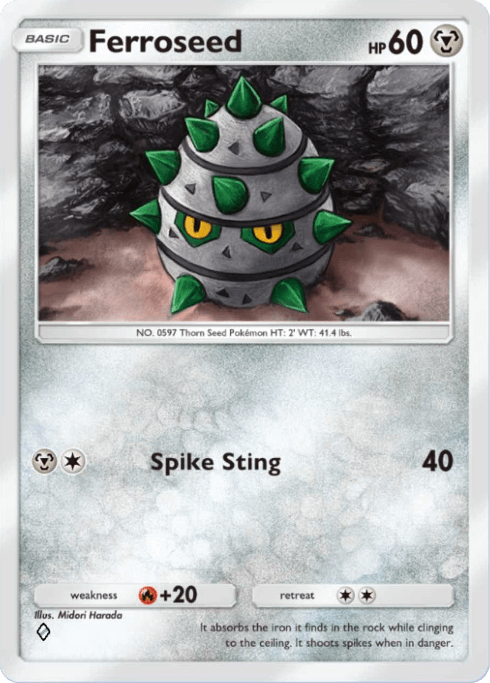 BASIC
Ferroseed
HP 60
NO. 0597 Thorn Seed Pokémon HT: 2' WT: 41.4 lbs.
Spike Sting 40
weakness +20 retreat
Illus. Midori Harada
It absorbs the iron it finds in the rock while clinging
to the ceiling. It shoots spikes when in danger.